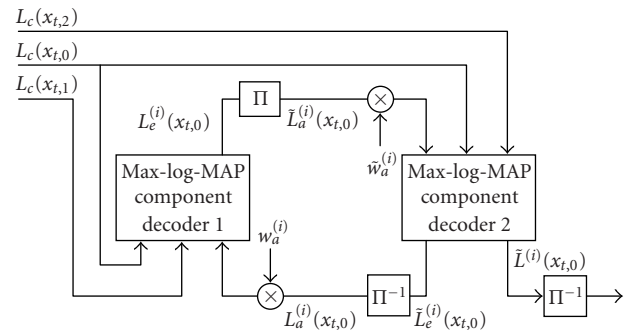 L_c(x_{t,2})
L_c(x_{t,0})
L_c(x_{t,1})
L_e^{(i)}(x_{t,0})
Π
L̃_a^{(i)}(x_{t,0})
×
w̃_a^{(i)}
Max-log-MAP
component
decoder 1
Max-log-MAP
component
decoder 2
w_a^{(i)}
×
L_a^{(i)}(x_{t,0})
Π^{-1}
L̃_e^{(i)}(x_{t,0})
L̃^{(i)}(x_{t,0})
Π^{-1}